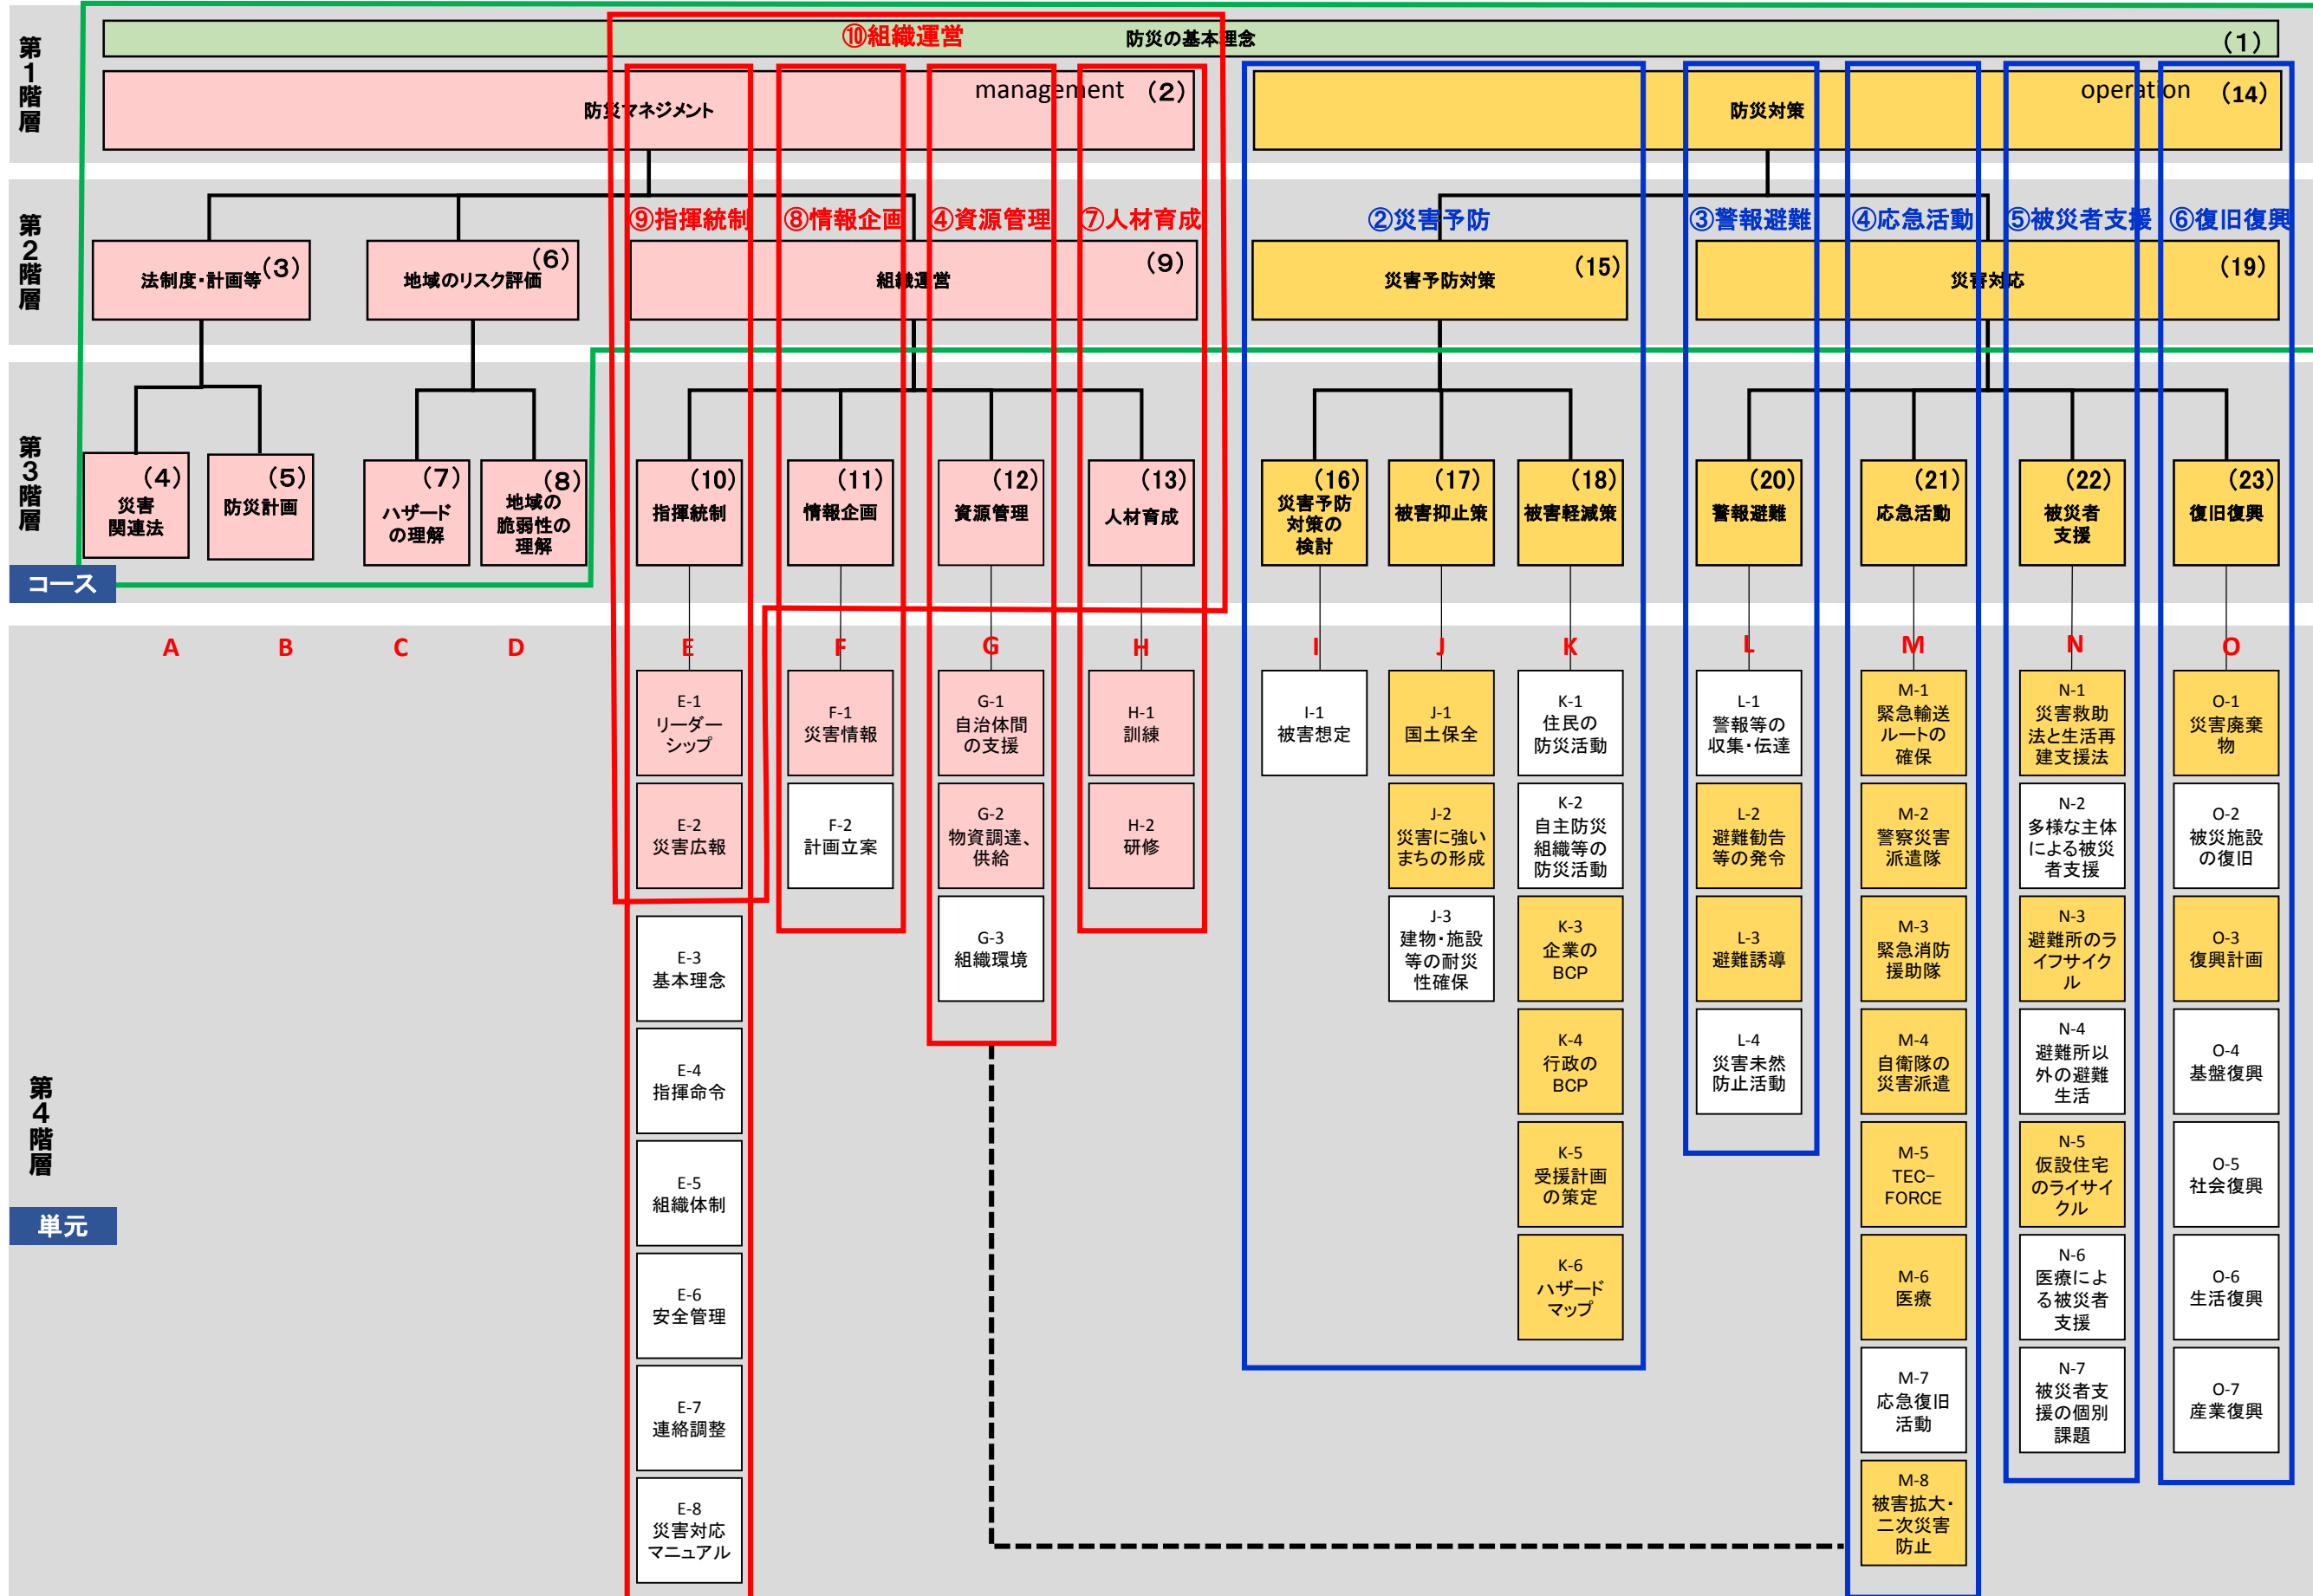 第1階層
⑩組織運営
防災の基本理念
(1)
防災マネジメント
management
(2)
防災対策
operation
(14)
第2階層
⑨指揮統制
⑧情報企画
④資源管理
⑦人材育成
②災害予防
③警報避難
④応急活動
⑤被災者支援
⑥復旧復興
法制度・計画等
(3)
地域のリスク評価
(6)
組織運営
(9)
災害予防対策
(15)
災害対応
(19)
第3階層
(4)
災害
関連法
(5)
防災計画
(7)
ハザード
の理解
(8)
地域の
脆弱性の
理解
(10)
指揮統制
(11)
情報企画
(12)
資源管理
(13)
人材育成
(16)
災害予防
対策の
検討
(17)
被害抑止策
(18)
被害軽減策
(20)
警報避難
(21)
応急活動
(22)
被災者
支援
(23)
復旧復興
コース
A
B
C
D
E
F
G
H
I
J
K
L
M
N
O
第4階層
単元
E-1
リーダー
シップ
E-2
災害広報
E-3
基本理念
E-4
指揮命令
E-5
組織体制
E-6
安全管理
E-7
連絡調整
E-8
災害対応
マニュアル
F-1
災害情報
F-2
計画立案
G-1
自治体間
の支援
G-2
物資調達、
供給
G-3
組織環境
H-1
訓練
H-2
研修
I-1
被害想定
J-1
国土保全
J-2
災害に強い
まちの形成
J-3
建物・施設
等の耐災
性確保
K-1
住民の
防災活動
K-2
自主防災
組織等の
防災活動
K-3
企業の
BCP
K-4
行政の
BCP
K-5
受援計画
の策定
K-6
ハザード
マップ
L-1
警報等の
収集・伝達
L-2
避難勧告
等の発令
L-3
避難誘導
L-4
災害未然
防止活動
M-1
緊急輸送
ルートの
確保
M-2
警察災害
派遣隊
M-3
緊急消防
援助隊
M-4
自衛隊の
災害派遣
M-5
TEC-
FORCE
M-6
医療
M-7
応急復旧
活動
M-8
被害拡大・
二次災害
防止
N-1
災害救助
法と生活再
建支援法
N-2
多様な主体
による被災
者支援
N-3
避難所のラ
イフサイク
ル
N-4
避難所以
外の避難
生活
N-5
仮設住宅
のライサイ
クル
N-6
医療によ
る被災者
支援
N-7
被災者支
援の個別
課題
O-1
災害廃棄
物
O-2
被災施設
の復旧
O-3
復興計画
O-4
基盤復興
O-5
社会復興
O-6
生活復興
O-7
産業復興